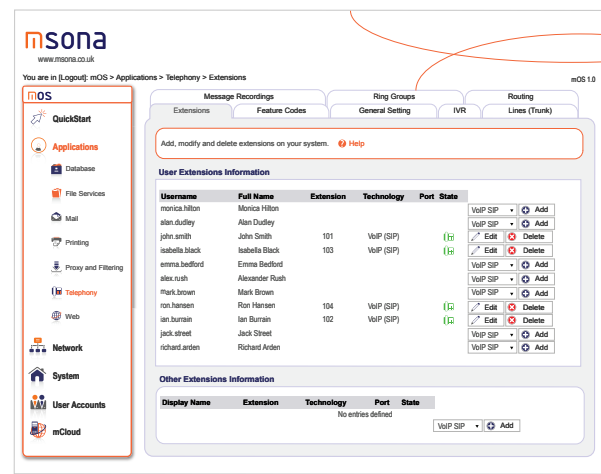 msona
www.msona.co.uk
You are in [Logout]: mOS > Applications > Telephony > Extensions
mOS 1.0
mOS
QuickStart
Applications
Database
File Services
Mail
Printing
Proxy and Filtering
Telephony
Web
Network
System
User Accounts
mCloud
Message Recordings Ring Groups Routing
Extensions Feature Codes General Setting IVR Lines (Trunk)
Add, modify and delete extensions on your system. ? Help
User Extensions Information
Username Full Name Extension Technology Port State
monica.hilton Monica Hilton VoIP SIP Add
alan.dudley Alan Dudley VoIP SIP Add
john.smith John Smith 101 VoIP (SIP) Edit Delete
isabella.black Isabella Black 103 VoIP (SIP) Edit Delete
emma.bedford Emma Bedford VoIP SIP Add
alex.rush Alexander Rush VoIP SIP Add
mark.brown Mark Brown VoIP SIP Add
ron.hansen Ron Hansen 104 VoIP (SIP) Edit Delete
ian.burrain Ian Burrain 102 VoIP (SIP) Edit Delete
jack.street Jack Street VoIP SIP Add
richard.arden Richard Arden VoIP SIP Add
Other Extensions Information
Display Name Extension Technology Port State
No entries defined
VoIP SIP Add